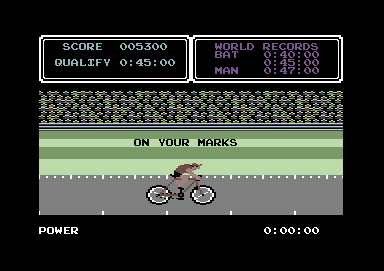 SCORE 005300
QUALIFY 0:45:00
WORLD RECORDS
BAT 0:40:00
0:45:00
MAN 0:47:00
ON YOUR MARKS
POWER 0:00:00